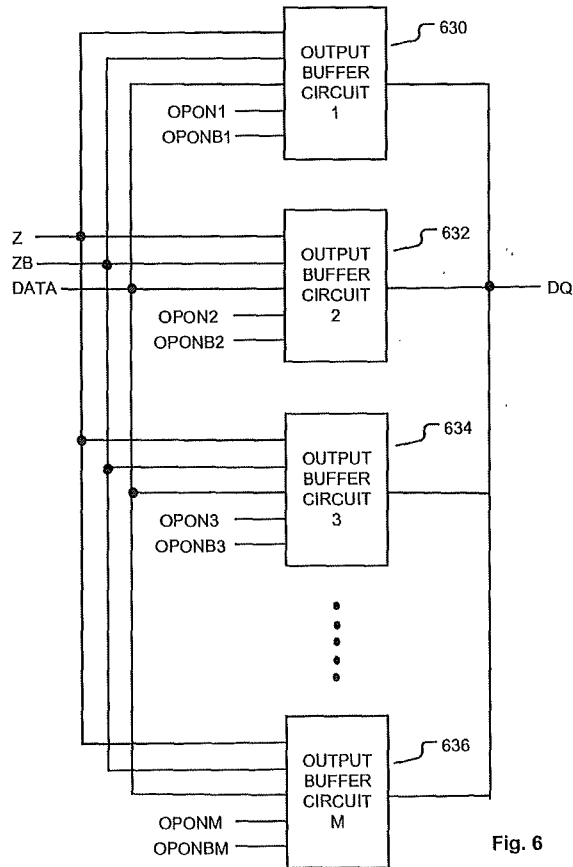 630
OUTPUT
BUFFER
CIRCUIT
1
OPON1
OPONB1
Z
ZB
DATA
632
OUTPUT
BUFFER
CIRCUIT
2
OPON2
OPONB2
DQ
634
OUTPUT
BUFFER
CIRCUIT
3
OPON3
OPONB3
636
OUTPUT
BUFFER
CIRCUIT
M
OPONM
OPONBM
Fig. 6